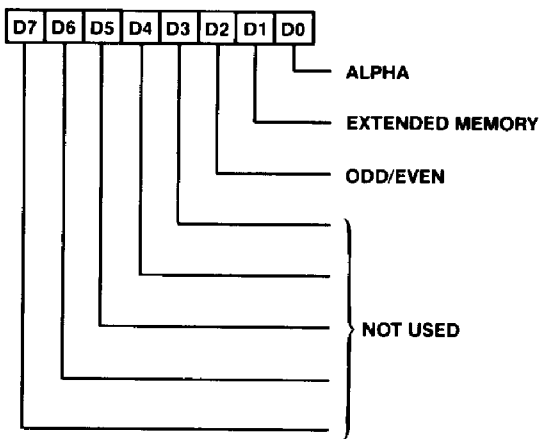 D7 D6 D5 D4 D3 D2 D1 D0
ALPHA
EXTENDED MEMORY
ODD/EVEN
NOT USED